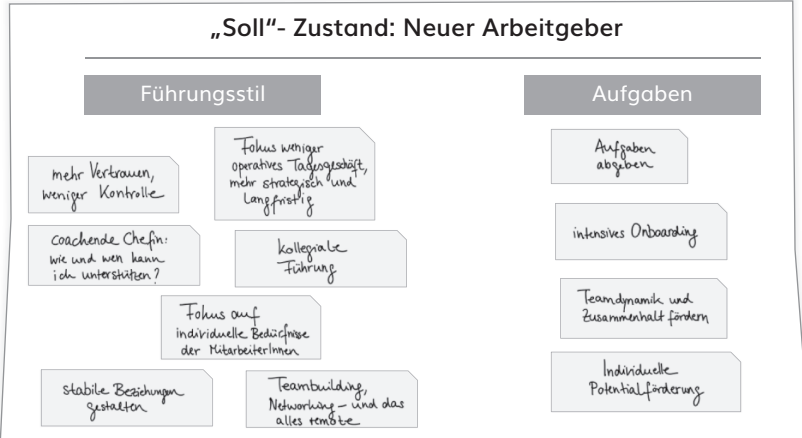 „Soll“- Zustand: Neuer Arbeitgeber
Führungsstil
mehr Vertrauen,
weniger Kontrolle
Fokus weniger
operatives Tagesgeschäft,
mehr strategisch und
langfristig
coachende Chefin:
wie und wen kann
ich unterstützen?
kollegiale
Führung
Fokus auf
individuelle Bedürfnisse
der MitarbeiterInnen
stabile Beziehungen
gestalten
Teambuilding,
Networking – und das
alles remote
Aufgaben
Aufgaben
abgeben
intensives Onboarding
Teamdynamik und
Zusammenhalt fördern
Individuelle
Potentialförderung